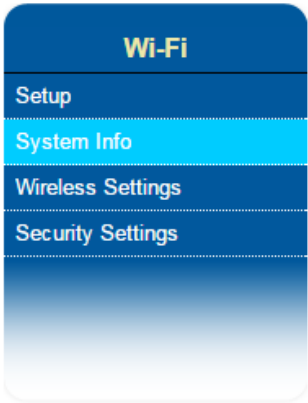 Wi-Fi
Setup
System Info
Wireless Settings
Security Settings